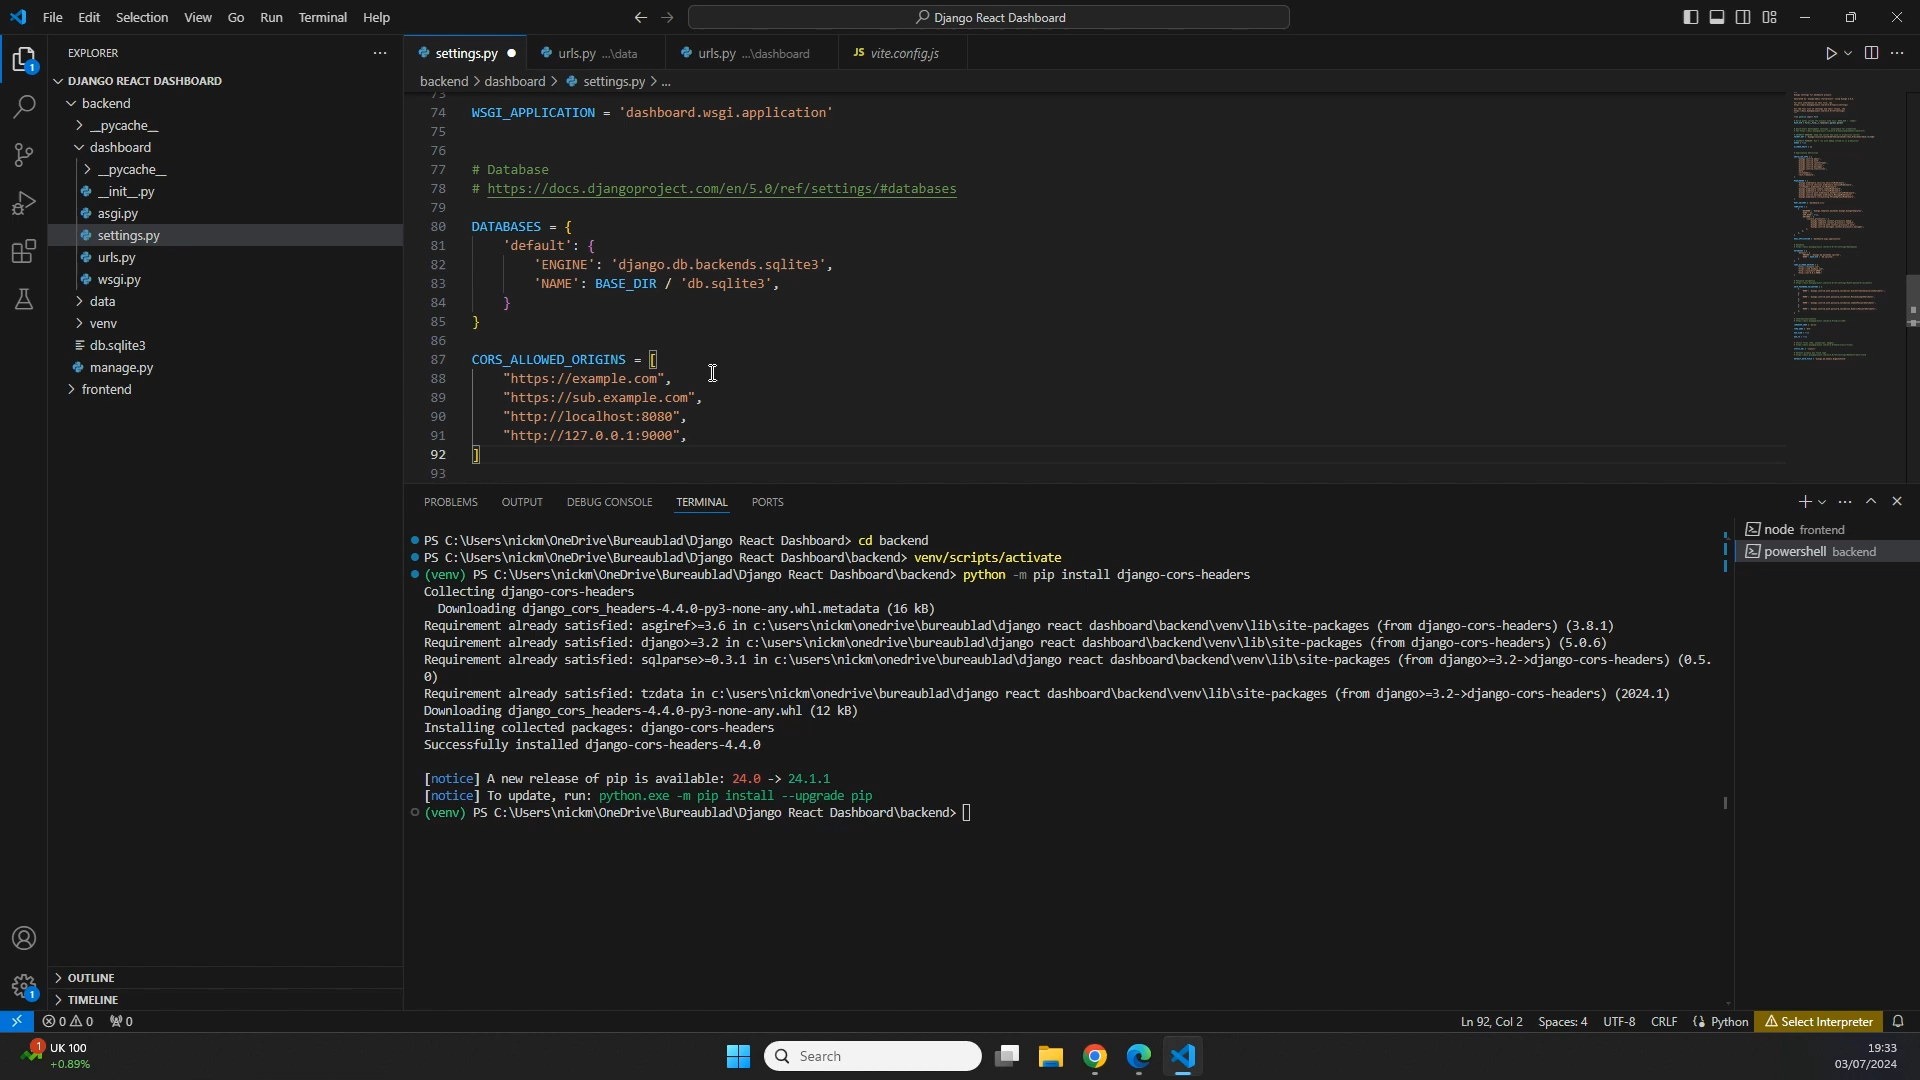 File Edit Selection View Go Run Terminal Help
Django React Dashboard
EXPLORER
DJANGO REACT DASHBOARD
backend
__pycache__
dashboard
__pycache__
__init__.py
asgi.py
settings.py
urls.py
wsgi.py
data
venv
db.sqlite3
manage.py
frontend
OUTLINE
TIMELINE
settings.py
urls.py ...\data
urls.py ...\dashboard
JS vite.config.js
backend > dashboard > settings.py > ...
73
74 WSGI_APPLICATION = 'dashboard.wsgi.application'
75
76
77 # Database
78 # https://docs.djangoproject.com/en/5.0/ref/settings/#databases
79
80 DATABASES = {
81 'default': {
82 'ENGINE': 'django.db.backends.sqlite3',
83 'NAME': BASE_DIR / 'db.sqlite3',
84 }
85 }
86
87 CORS_ALLOWED_ORIGINS = [
88 "https://example.com",
89 "https://sub.example.com",
90 "http://localhost:8080",
91 "http://127.0.0.1:9000",
92 ]
93
PROBLEMS OUTPUT DEBUG CONSOLE TERMINAL PORTS
PS C:\Users\nickm\OneDrive\Bureaublad\Django React Dashboard> cd backend
PS C:\Users\nickm\OneDrive\Bureaublad\Django React Dashboard\backend> venv/scripts/activate
(venv) PS C:\Users\nickm\OneDrive\Bureaublad\Django React Dashboard\backend> python -m pip install django-cors-headers
Collecting django-cors-headers
Downloading django_cors_headers-4.4.0-py3-none-any.whl.metadata (16 kB)
Requirement already satisfied: asgiref>=3.6 in c:\users\nickm\onedrive\bureaublad\django react dashboard\backend\venv\lib\site-packages (from django-cors-headers) (3.8.1)
Requirement already satisfied: django>=3.2 in c:\users\nickm\onedrive\bureaublad\django react dashboard\backend\venv\lib\site-packages (from django-cors-headers) (5.0.6)
Requirement already satisfied: sqlparse>=0.3.1 in c:\users\nickm\onedrive\bureaublad\django react dashboard\backend\venv\lib\site-packages (from django>=3.2->django-cors-headers) (0.5.
0)
Requirement already satisfied: tzdata in c:\users\nickm\onedrive\bureaublad\django react dashboard\backend\venv\lib\site-packages (from django>=3.2->django-cors-headers) (2024.1)
Downloading django_cors_headers-4.4.0-py3-none-any.whl (12 kB)
Installing collected packages: django-cors-headers
Successfully installed django-cors-headers-4.4.0
[notice] A new release of pip is available: 24.0 -> 24.1.1
[notice] To update, run: python.exe -m pip install --upgrade pip
(venv) PS C:\Users\nickm\OneDrive\Bureaublad\Django React Dashboard\backend>
node frontend
powershell backend
0 0 0
Ln 92, Col 2 Spaces: 4 UTF-8 CRLF Python Select Interpreter
1 UK 100
+0.89%
Search
19:33
03/07/2024